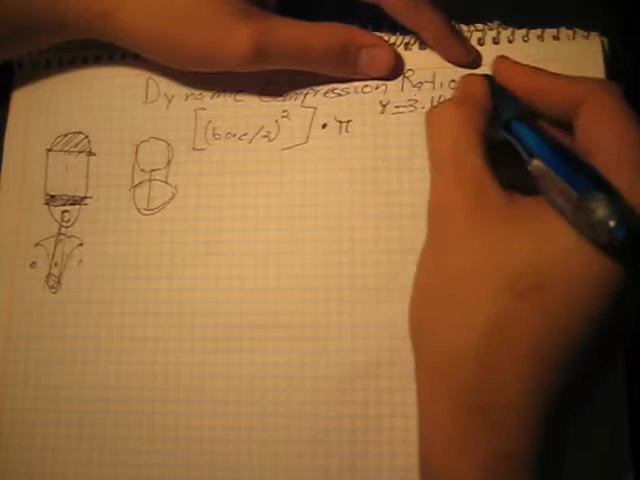 Dynamic Compression Ratio
[(bore/2)²] • π